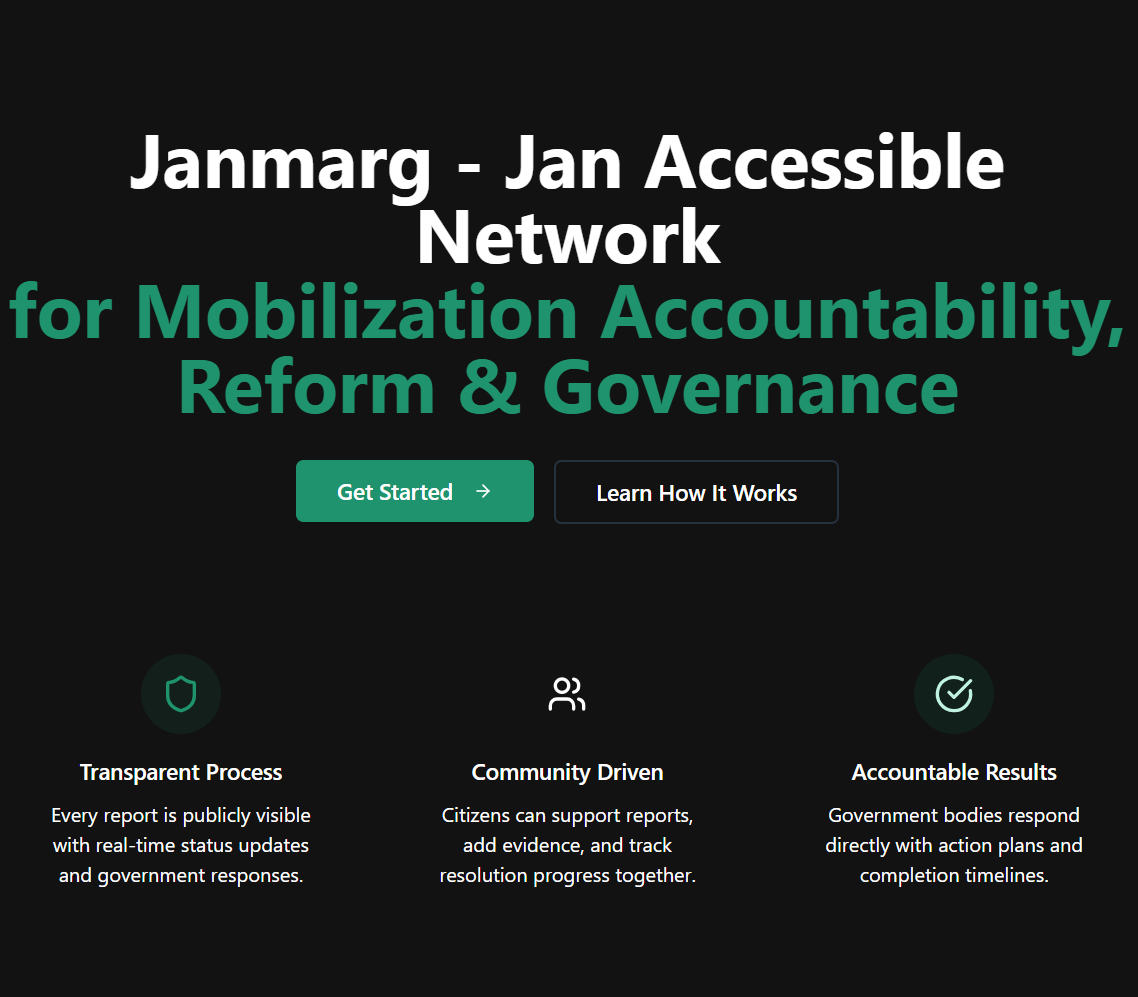 Janmarg - Jan Accessible
Network
for Mobilization Accountability,
Reform & Governance
Get Started →
Learn How It Works
Transparent Process
Every report is publicly visible
with real-time status updates
and government responses.
Community Driven
Citizens can support reports,
add evidence, and track
resolution progress together.
Accountable Results
Government bodies respond
directly with action plans and
completion timelines.